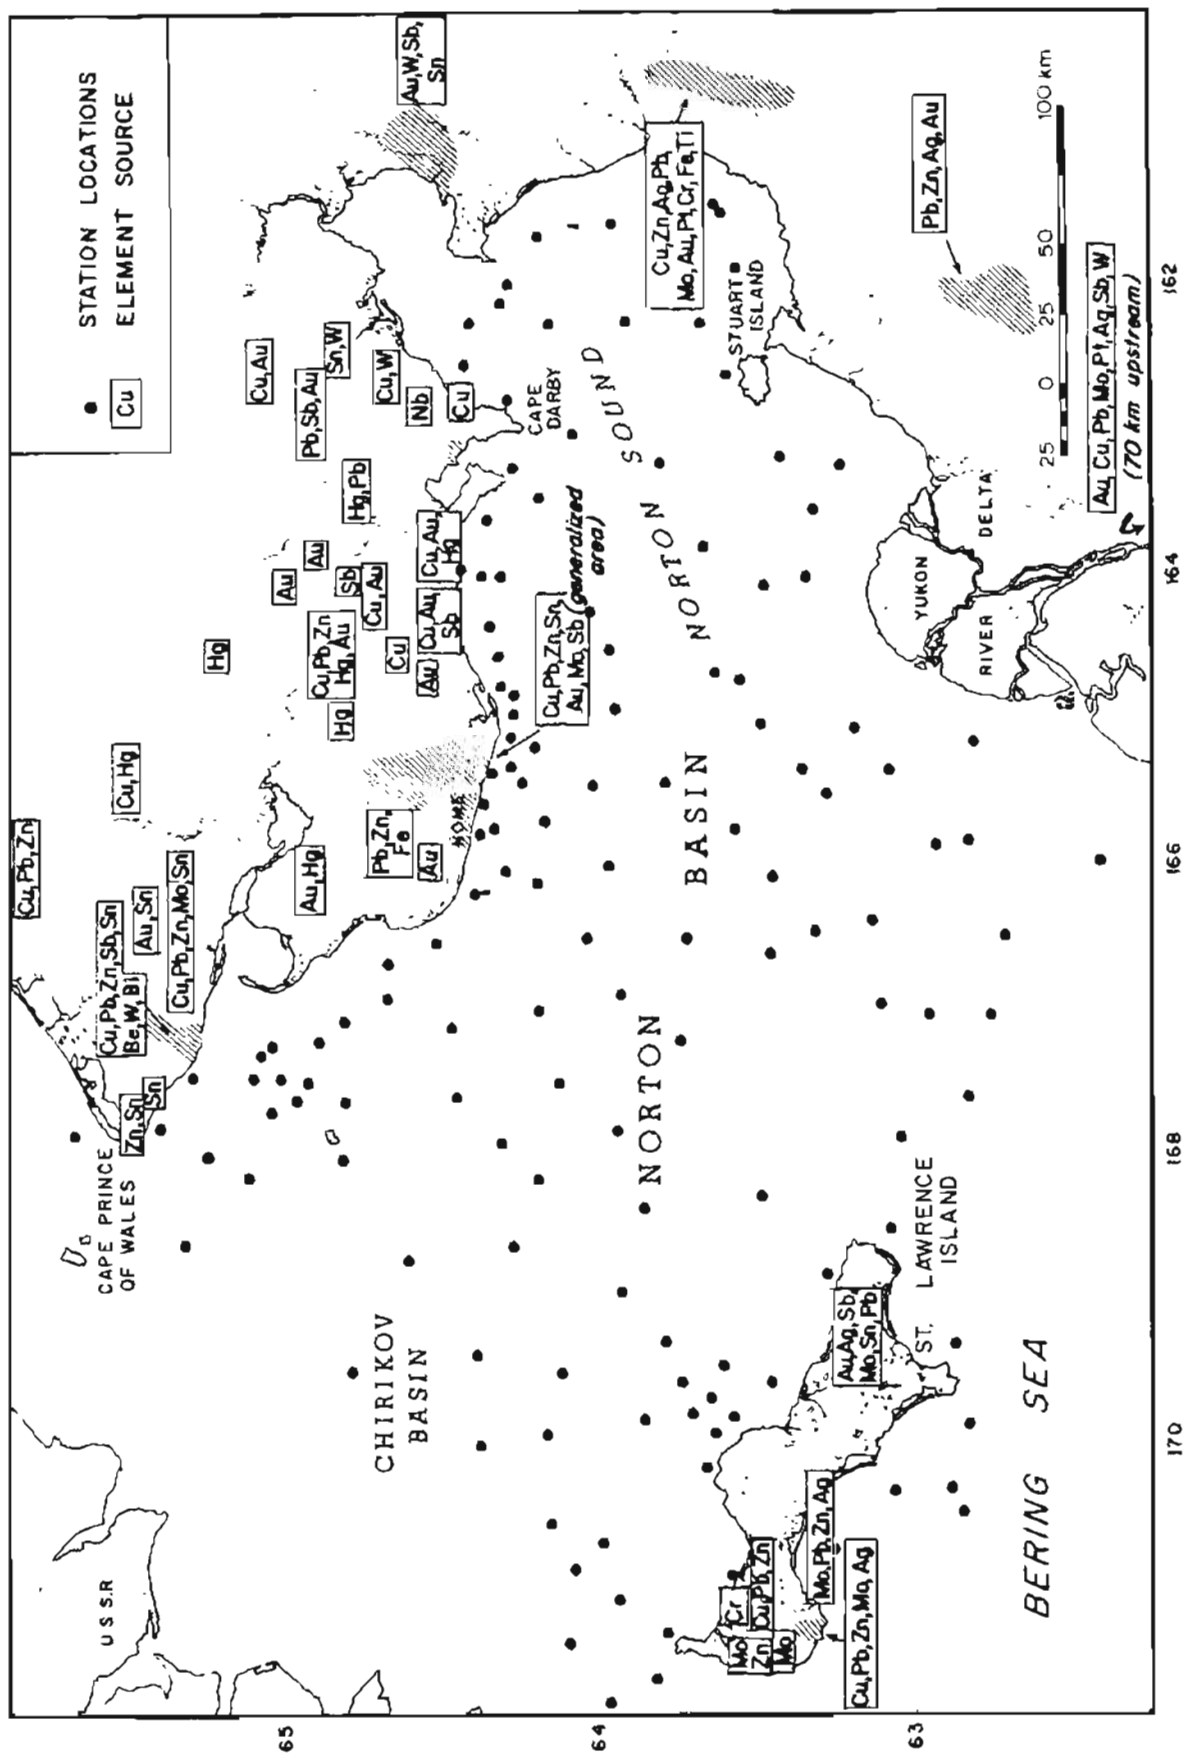 STATION LOCATIONS
ELEMENT SOURCE
Cu
Au,W,Sb,
Sn
Cu,Zn,Ag,Pb,
Mo,Au,Pt,Cr,Fe,Ti
Pb,Zn,Ag,Au
100 km
50
25
0
25
Au,Cu,Pb,Mo,Pt,Ag,Sb,W
(70 km upstream)
Cu,Au
Pb,Sb,Au
Sn,W
Cu,W
Nb
Cu
Hg,Pb
Au
Au
Sb
Cu,Au
Cu,Au,
Hg
Cu,Au,
Sb
Cu
Au
Cu,Pb,Zn
Hg,Au
Hg
Hg
Cu,Hg
Cu,Pb,Zn
Cu,Pb,Zn,Sb,Sn
Be,W,Bi
Au,Sn
Cu,Pb,Zn,Mo,Sn
Au,Hg
Pb,Zn,
Fe
Au
Zn,Sn
Sn
Cu,Pb,Zn,Sn,
Au,Mo,Sb (generalized
area)
NOME
CAPE
DARBY
STUART
ISLAND
NORTON SOUND
YUKON
RIVER DELTA
NORTON BASIN
CAPE PRINCE
OF WALES
CHIRIKOV
BASIN
U S S.R
ST. LAWRENCE
ISLAND
Au,Ag,Sb,
Mo,Sn,Pb
Mo,Pb,Zn,Ag
Cr
Cu,Pb,Zn
Mo
Zn
Mo
Cu,Pb,Zn,Mo,Ag
BERING SEA
65
64
63
170
168
166
164
162